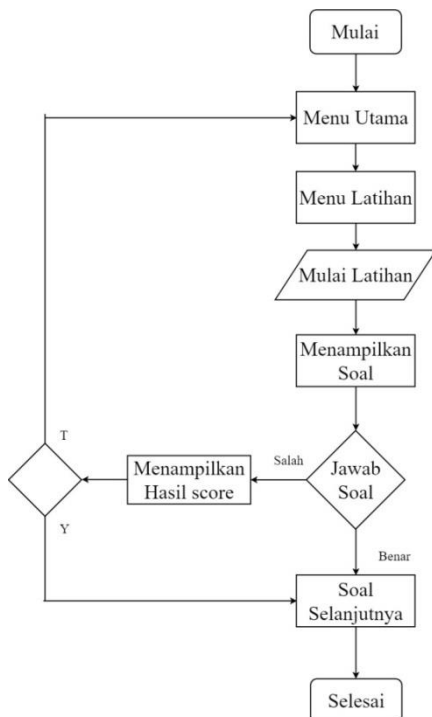 Mulai
Menu Utama
Menu Latihan
Mulai Latihan
Menampilkan
Soal
T
Salah
Menampilkan
Hasil score
Jawab
Soal
Y
Benar
Soal
Selanjutnya
Selesai